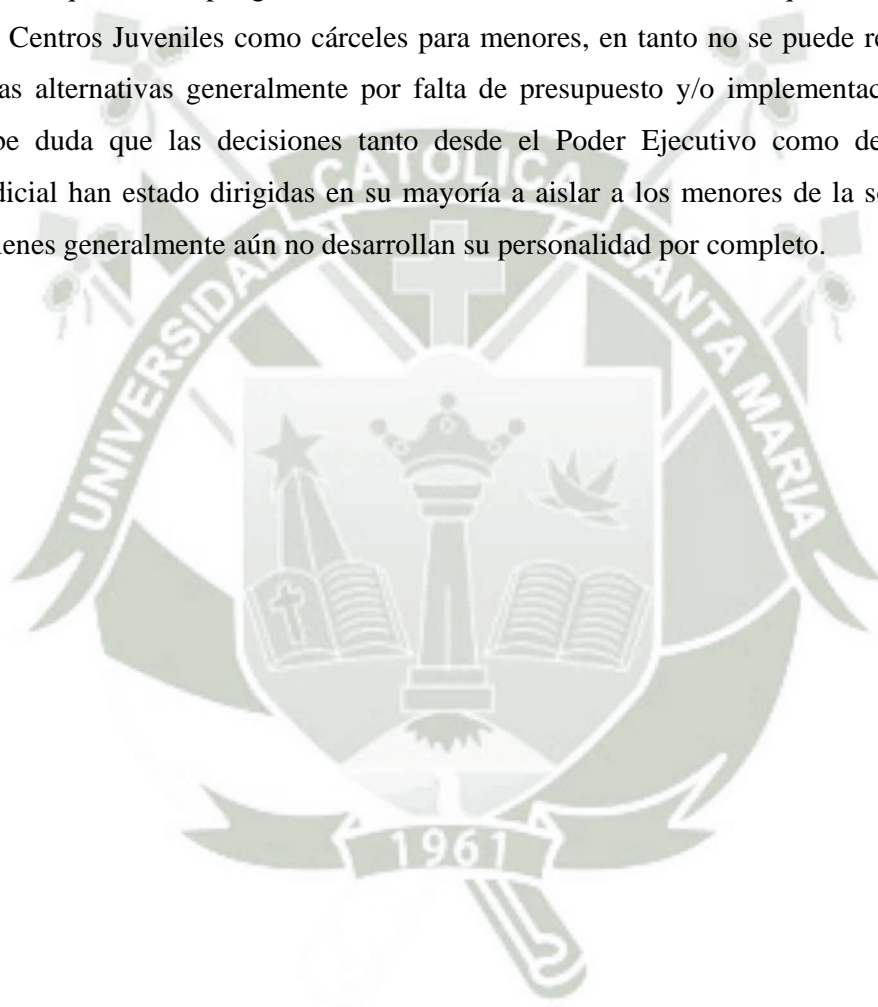 Centros Juveniles como cárceles para menores, en tanto no se puede re
as alternativas generalmente por falta de presupuesto y/o implementac
be duda que las decisiones tanto desde el Poder Ejecutivo como de
dicial han estado dirigidas en su mayoría a aislar a los menores de la s
ienes generalmente aún no desarrollan su personalidad por completo.
UNIVERSIDAD CATOLICA SANTA MARIA
1961